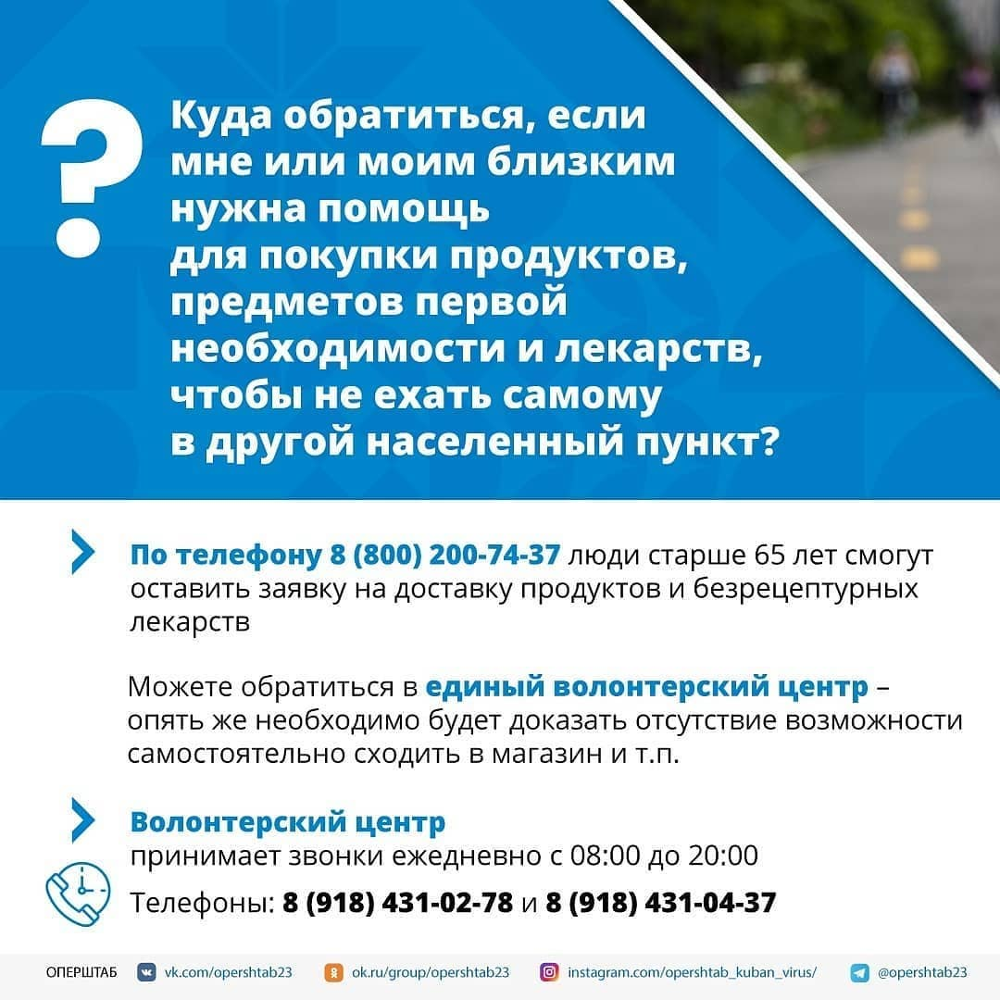 ?
Куда обратиться, если
мне или моим близким
нужна помощь
для покупки продуктов,
предметов первой
необходимости и лекарств,
чтобы не ехать самому
в другой населенный пункт?
По телефону 8 (800) 200-74-37 люди старше 65 лет смогут
оставить заявку на доставку продуктов и безрецептурных
лекарств
Можете обратиться в единый волонтерский центр –
опять же необходимо будет доказать отсутствие возможности
самостоятельно сходить в магазин и т.п.
Волонтерский центр
принимает звонки ежедневно с 08:00 до 20:00
Телефоны: 8 (918) 431-02-78 и 8 (918) 431-04-37
ОПЕРШТАБ vk.com/opershtab23 ok.ru/group/opershtab23 instagram.com/opershtab_kuban_virus/ @opershtab23